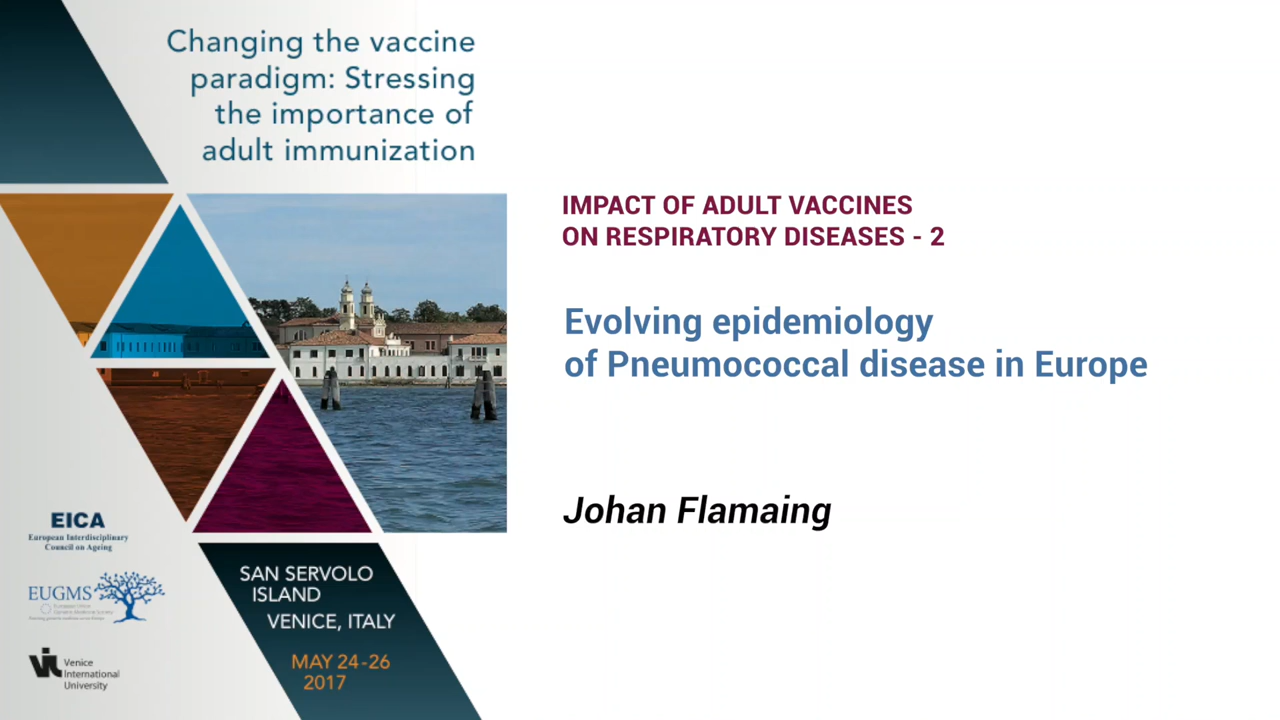 Changing the vaccine
paradigm: Stressing
the importance of
adult immunization
IMPACT OF ADULT VACCINES
ON RESPIRATORY DISEASES - 2
Evolving epidemiology
of Pneumococcal disease in Europe
Johan Flamaing
EICA
European Interdisciplinary
Council on Ageing
EUGMS
Venice
International
University
SAN SERVOLO
ISLAND
VENICE, ITALY
MAY 24-26
2017